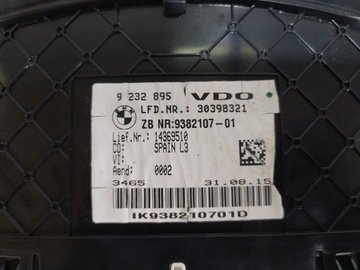 9 232 895 VDO
LFD.NR.: 30398321
ZB NR:9382107-01
Lief.Nr.: 14369510
CO: SPAIN L3
VI:
Aend: 0002
3465 31.08.15
IK938210701D